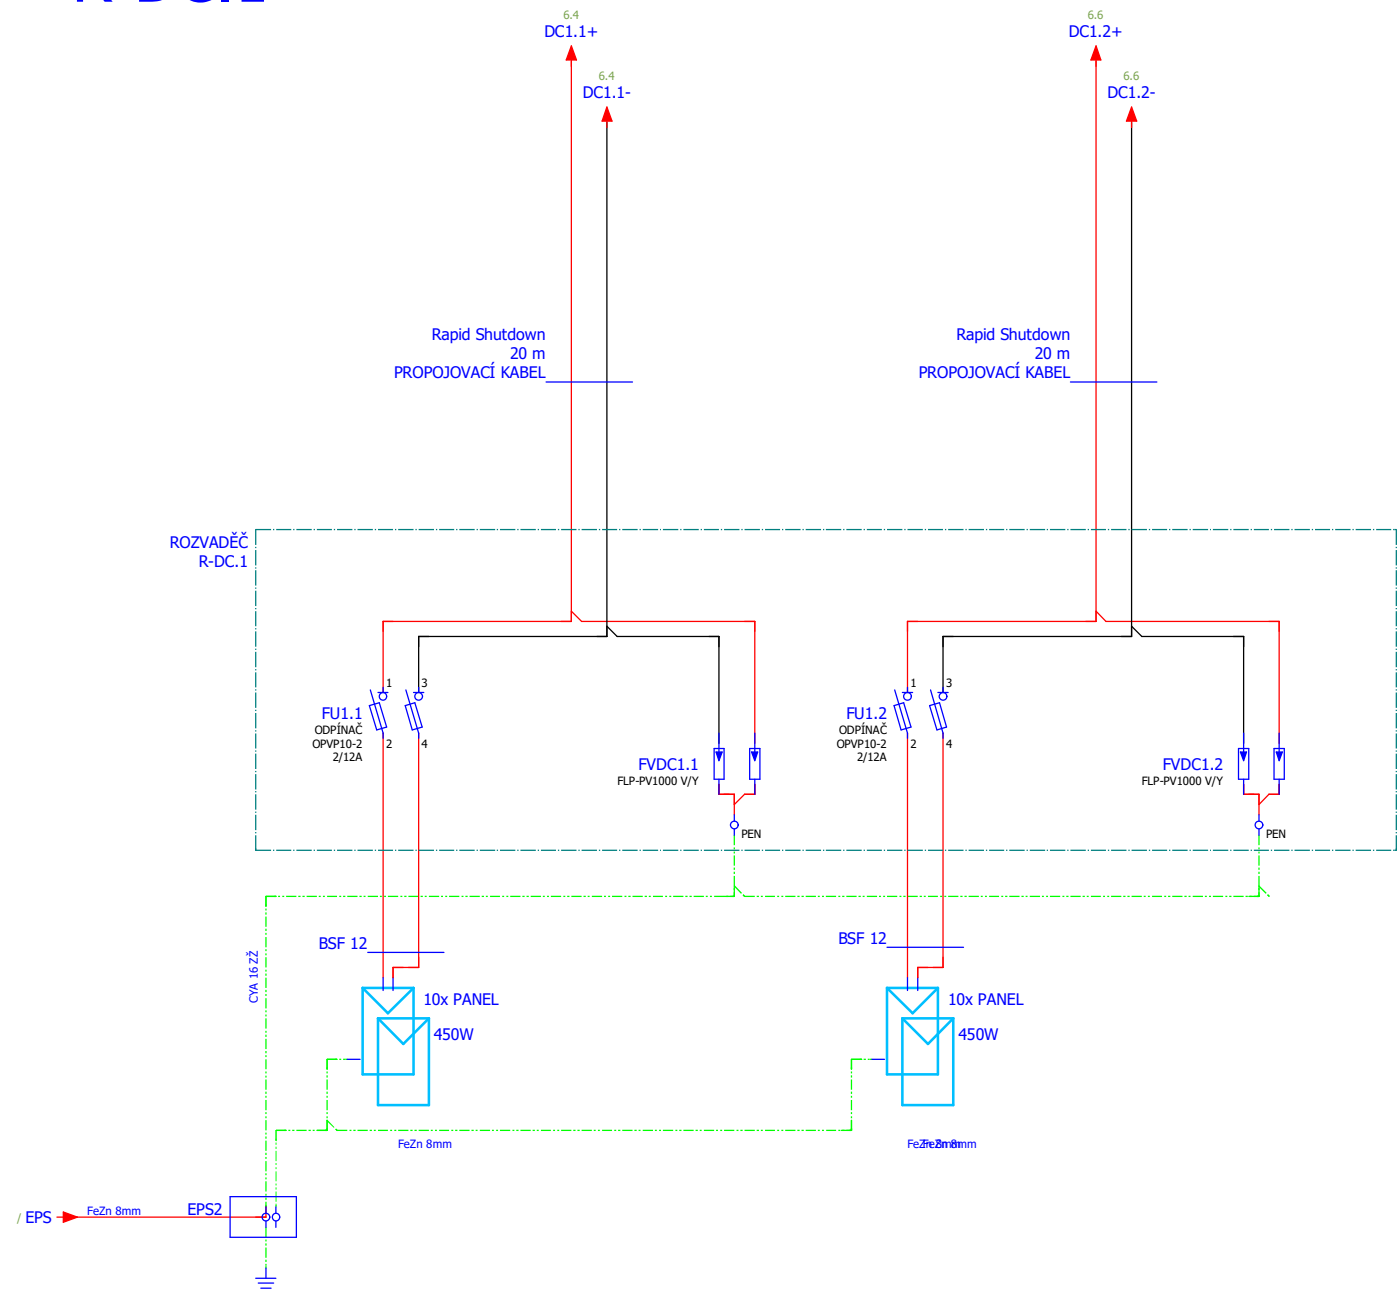 6.4
DC1.1+
6.4
DC1.1-
6.6
DC1.2+
6.6
DC1.2-
Rapid Shutdown
20 m
PROPOJOVACÍ KABEL
Rapid Shutdown
20 m
PROPOJOVACÍ KABEL
ROZVADĚČ
R-DC.1
1
3
FU1.1
ODPÍNAČ
OPVP10-2
2/12A
2
4
FVDC1.1
FLP-PV1000 V/Y
PEN
1
3
FU1.2
ODPÍNAČ
OPVP10-2
2/12A
2
4
FVDC1.2
FLP-PV1000 V/Y
PEN
CYA 16 ZŽ
BSF 12
10x PANEL
450W
BSF 12
10x PANEL
450W
FeZn 8mm
FeZn 8mm
FeZn 8mm
/ EPS
FeZn 8mm
EPS2